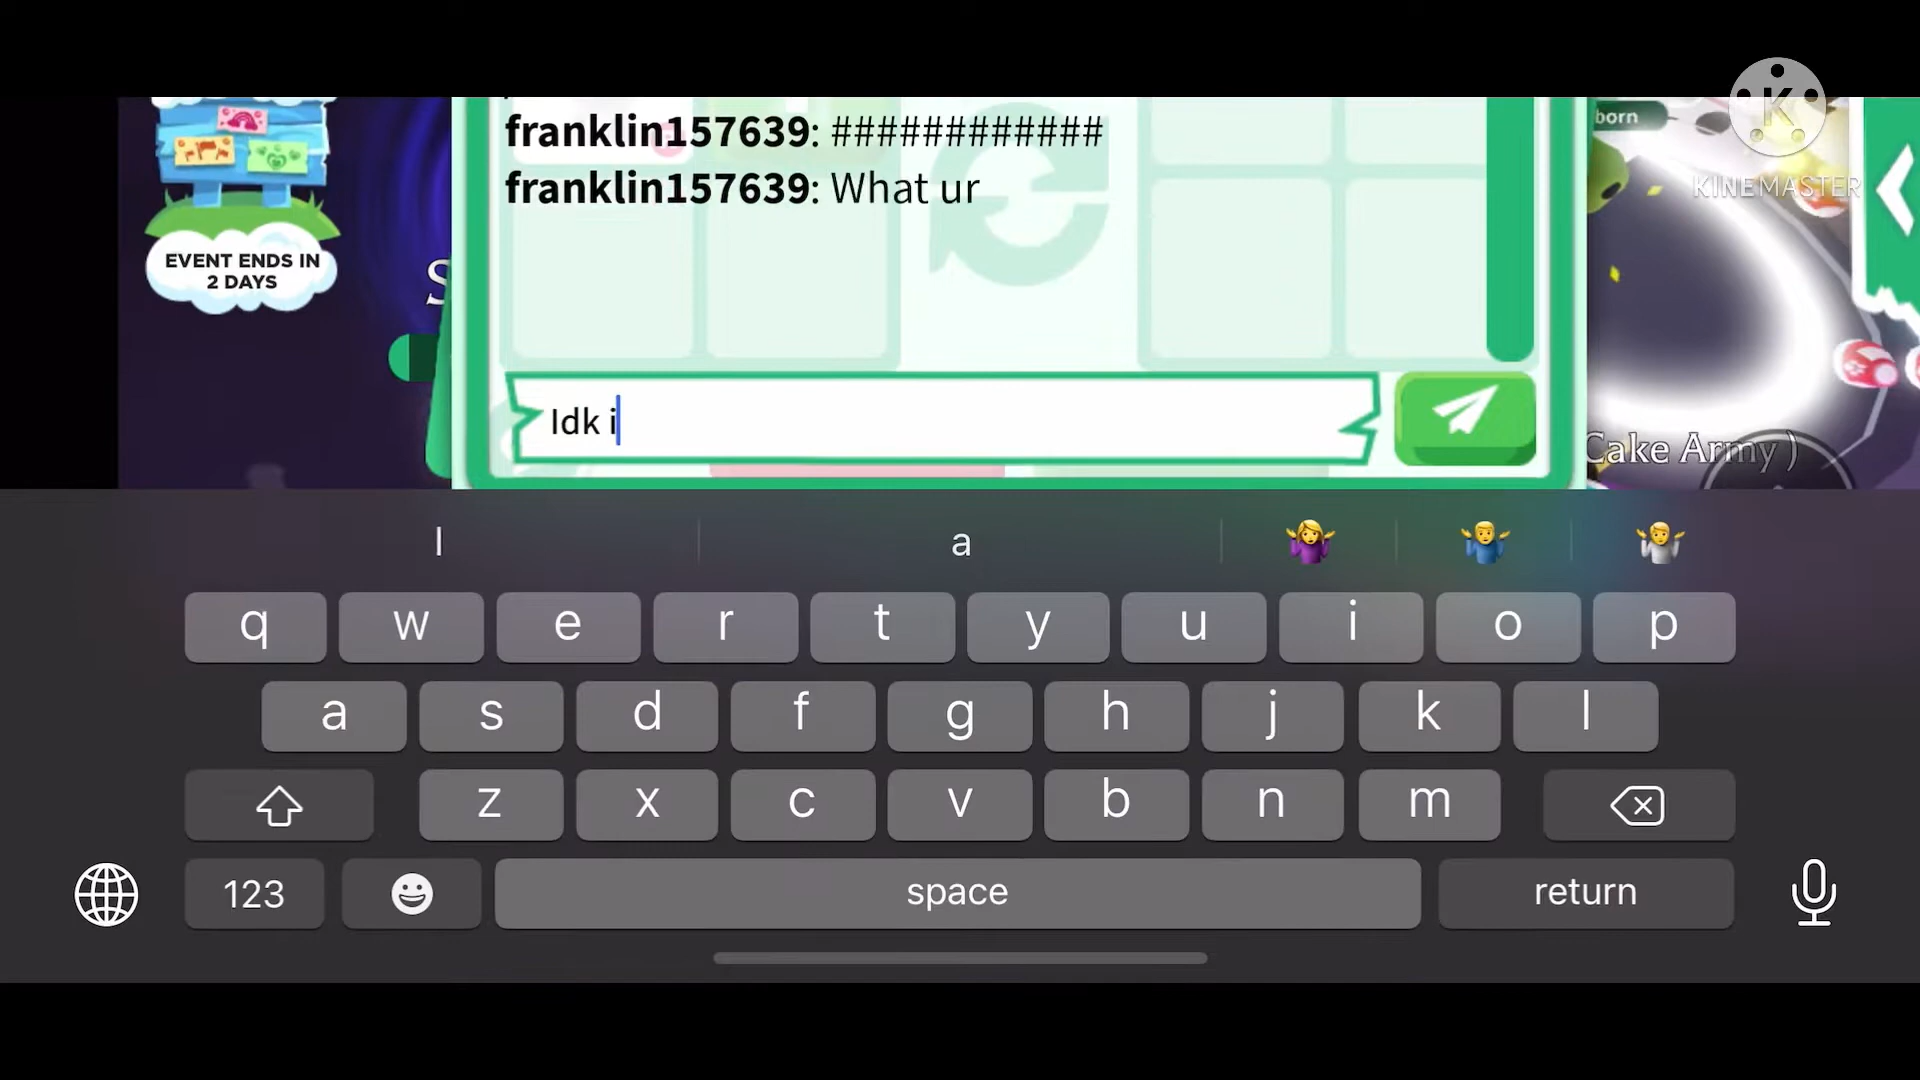 born
K
KINEMASTER
franklin157639: ############
franklin157639: What ur
EVENT ENDS IN
2 DAYS
S
Idk i
Cake Army )
I
a
q w e r t y u i o p
a s d f g h j k l
z x c v b n m
123
space
return